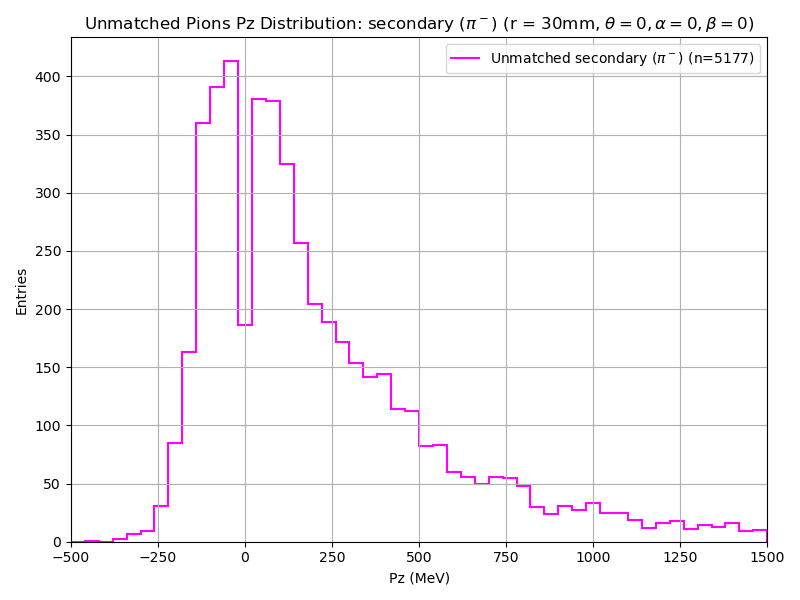 Unmatched Pions Pz Distribution: secondary (π⁻) (r = 30mm, θ = 0, α = 0, β = 0)
Unmatched secondary (π⁻) (n=5177)
400
350
300
250
200
150
100
50
0
Entries
−500 −250 0 250 500 750 1000 1250 1500
Pz (MeV)